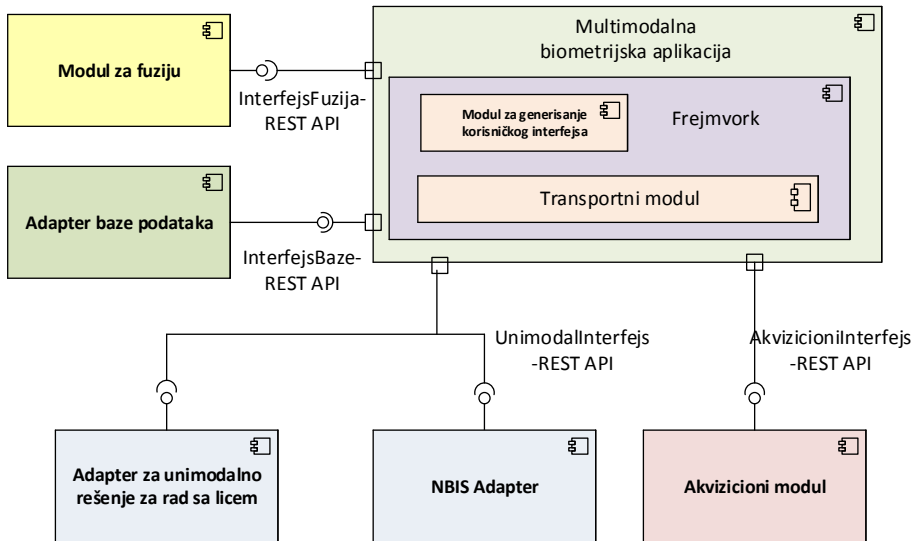 Modul za fuziju
InterfejsFuzija-
REST API
Multimodalna
biometrijska aplikacija
Modul za generisanje
korisničkog interfejsa
Frejmvork
Transportni modul
Adapter baze podataka
InterfejsBaze-
REST API
UnimodalInterfejs
-REST API
AkvizicioniInterfejs
-REST API
Adapter za unimodalno
rešenje za rad sa licem
NBIS Adapter
Akvizicioni modul